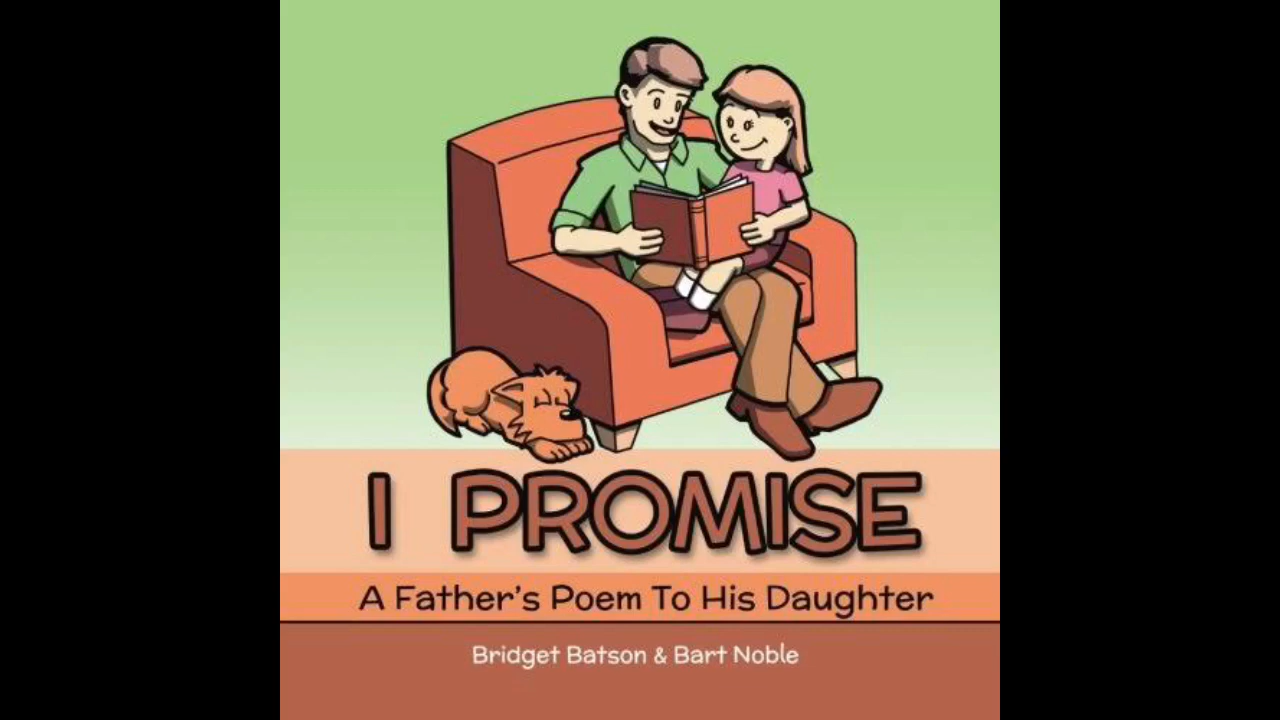 I PROMISE
A Father's Poem To His Daughter
Bridget Batson & Bart Noble